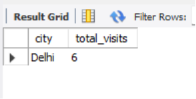 Result Grid Filter Rows:
city total_visits
Delhi 6